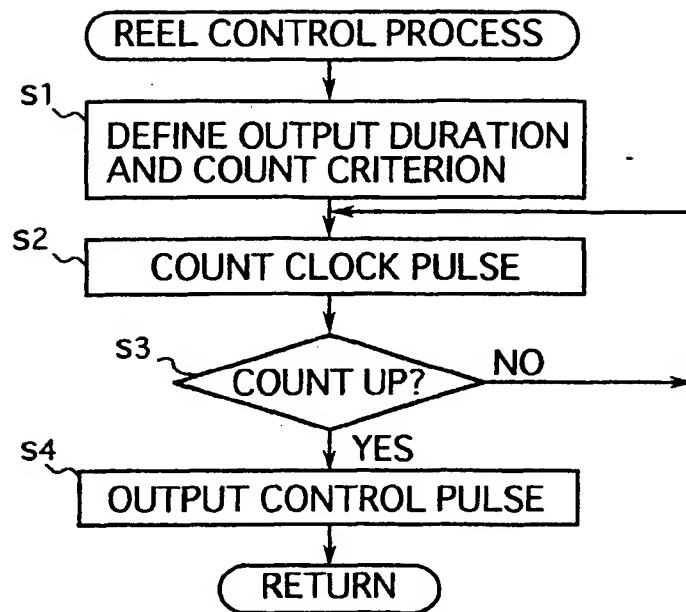 REEL CONTROL PROCESS
S1
DEFINE OUTPUT DURATION
AND COUNT CRITERION
S2
COUNT CLOCK PULSE
S3
COUNT UP?
NO
YES
S4
OUTPUT CONTROL PULSE
RETURN